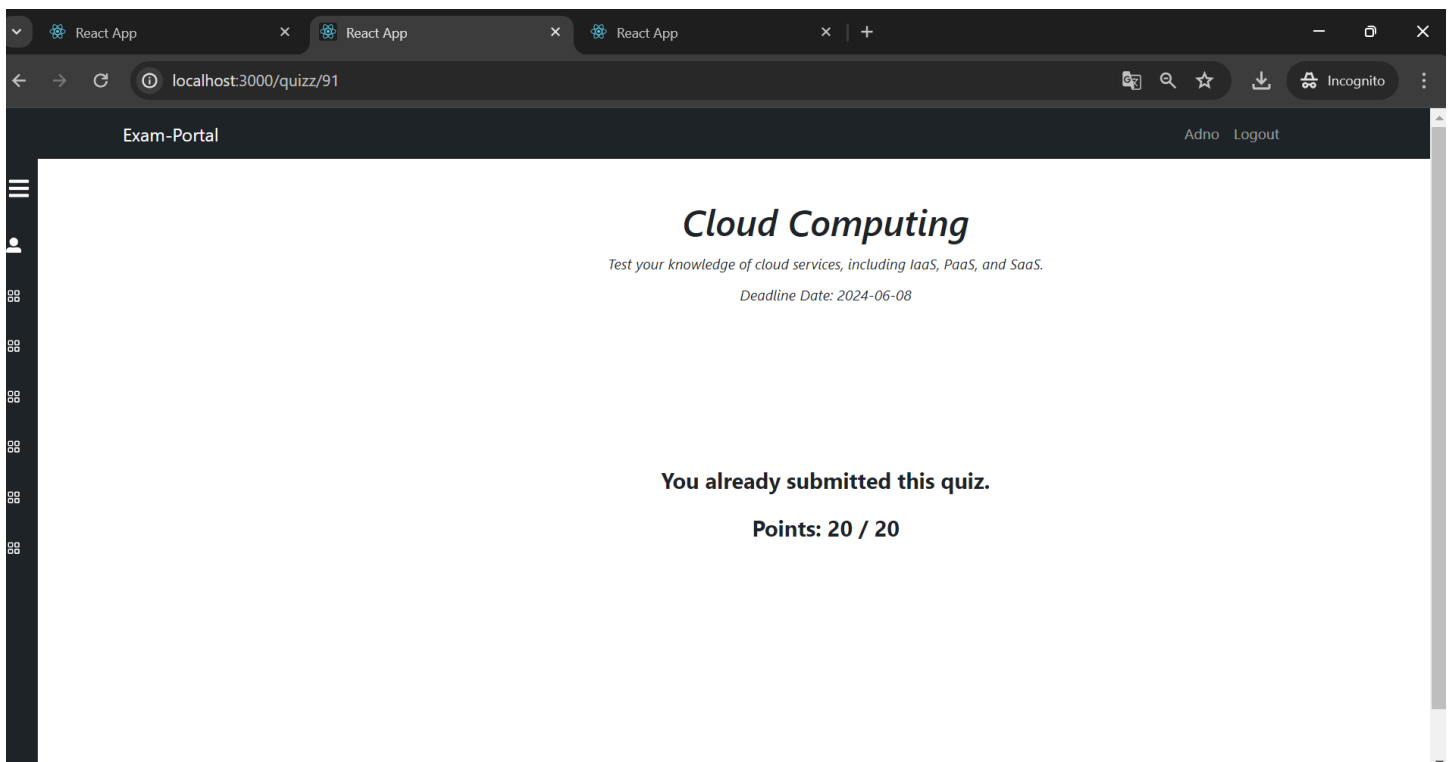 React App
React App
React App
localhost:3000/quizz/91
Incognito
Exam-Portal
Adno Logout
Cloud Computing
Test your knowledge of cloud services, including IaaS, PaaS, and SaaS.
Deadline Date: 2024-06-08
You already submitted this quiz.
Points: 20 / 20